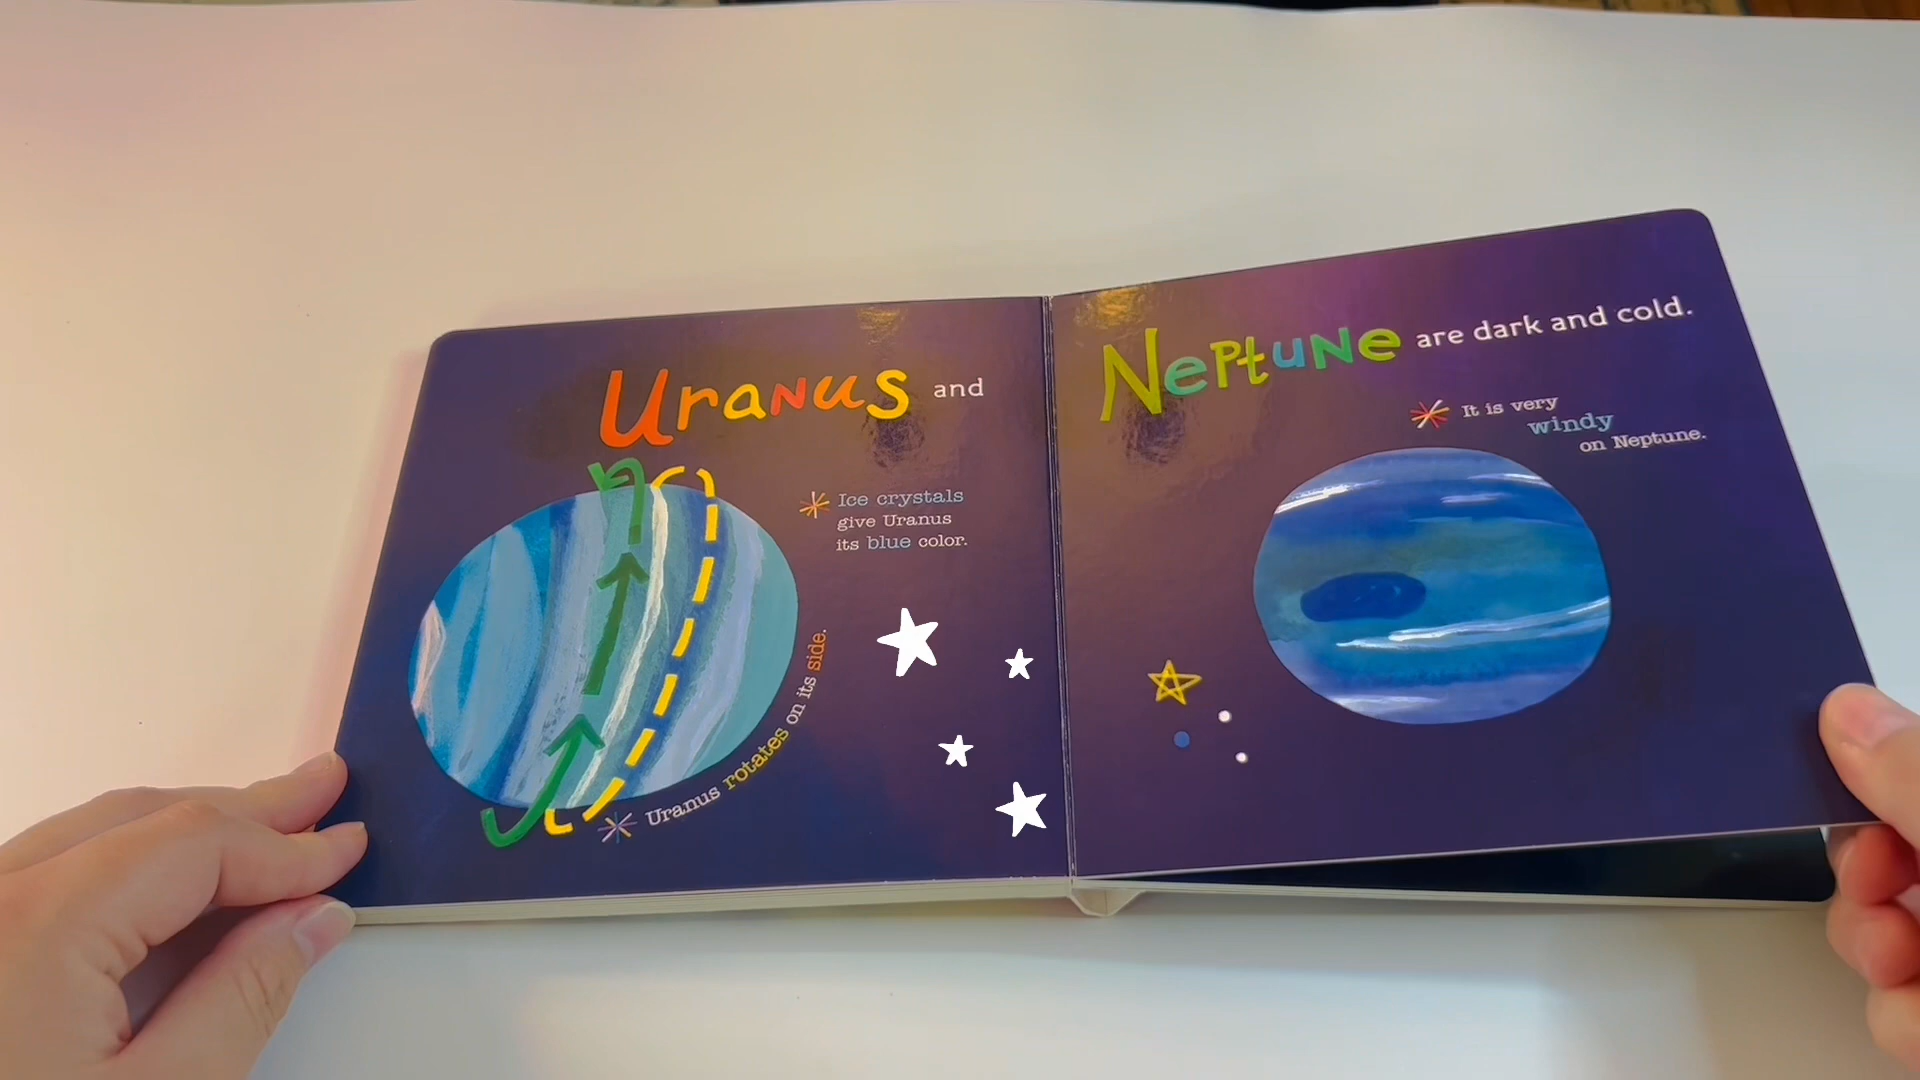 Uranus and
Ice crystals
give Uranus
its blue color.
Uranus rotates on its side.
Neptune are dark and cold.
It is very
windy
on Neptune.